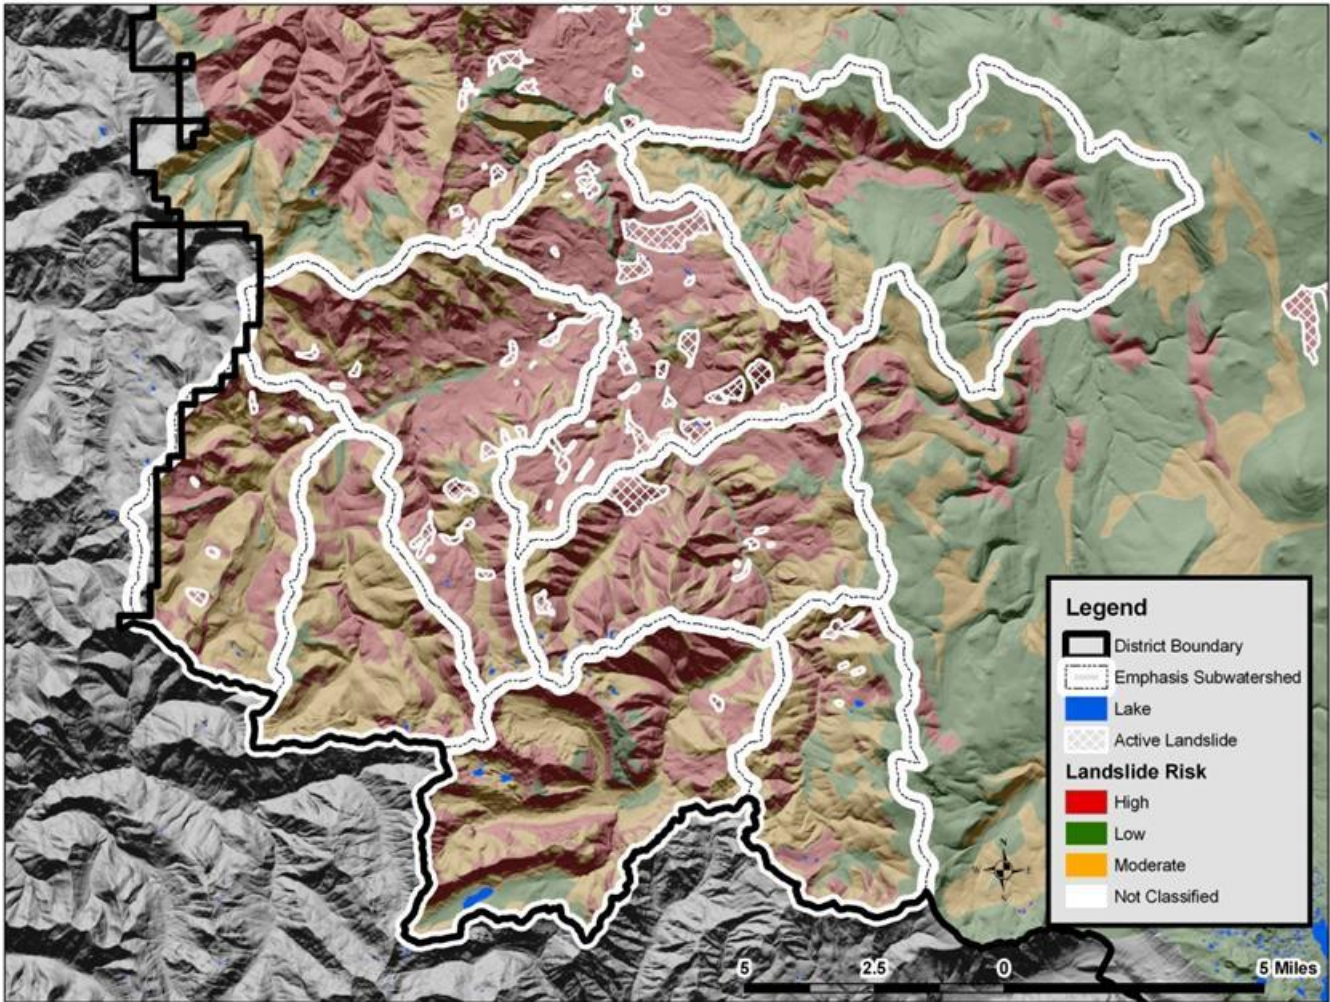 Legend
District Boundary
Emphasis Subwatershed
Lake
Active Landslide
Landslide Risk
High
Low
Moderate
Not Classified
N
W E
S
5 2.5 0 5 Miles